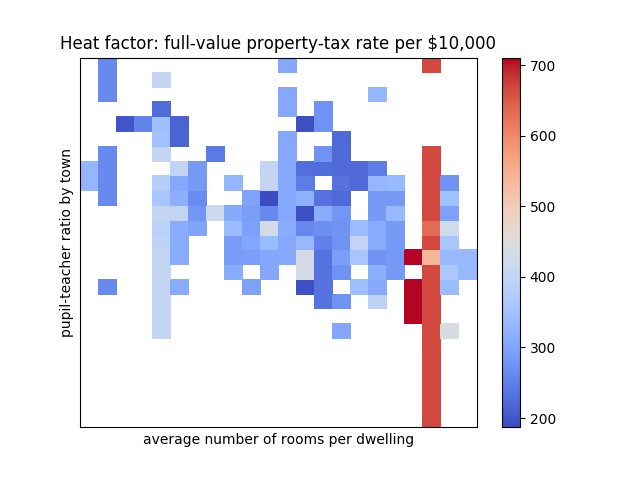 Heat factor: full-value property-tax rate per $10,000
pupil-teacher ratio by town
average number of rooms per dwelling
700
600
500
400
300
200